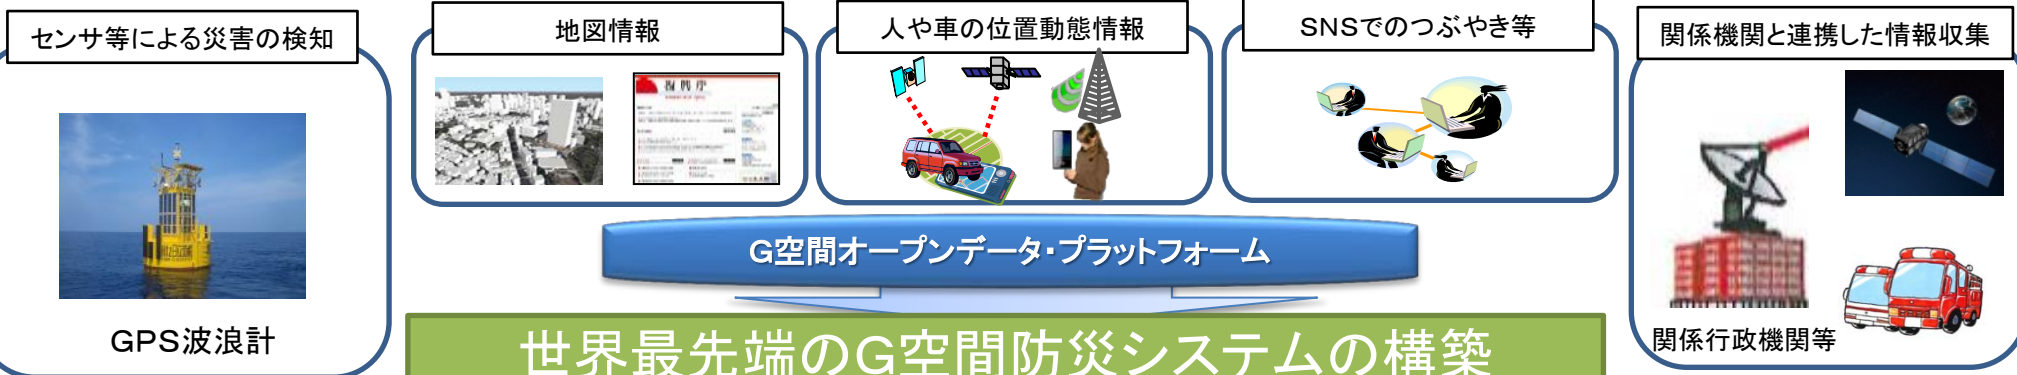 センサ等による災害の検知
地図情報
人や車の位置動態情報
SNSでのつぶやき等
関係機関と連携した情報収集
復興庁
G空間オープンデータ・プラットフォーム
GPS波浪計
関係行政機関等
世界最先端のG空間防災システムの構築